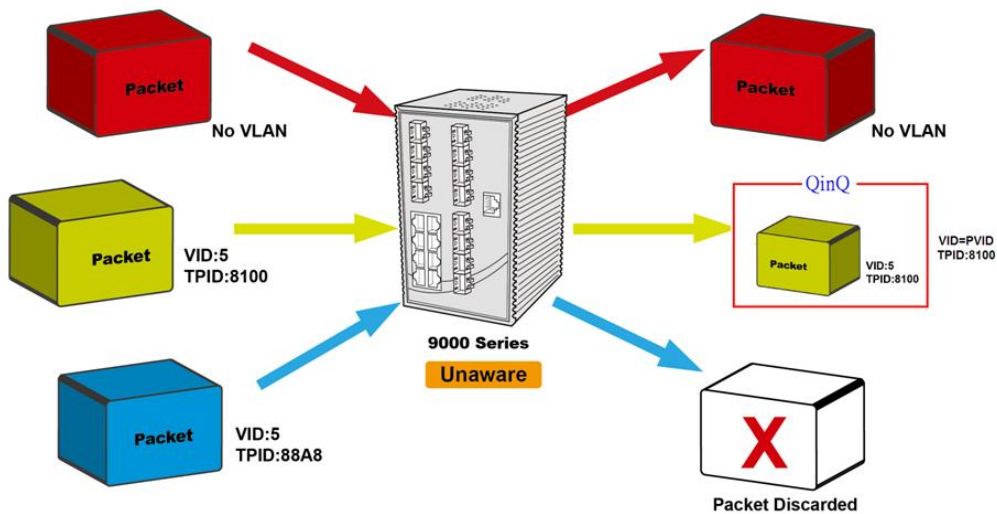 Packet
No VLAN
Packet
No VLAN
Packet
VID:5
TPID:8100
QinQ
Packet
VID:5
TPID:8100
VID=PVID
TPID:8100
9000 Series
Unaware
Packet
VID:5
TPID:88A8
X
Packet Discarded